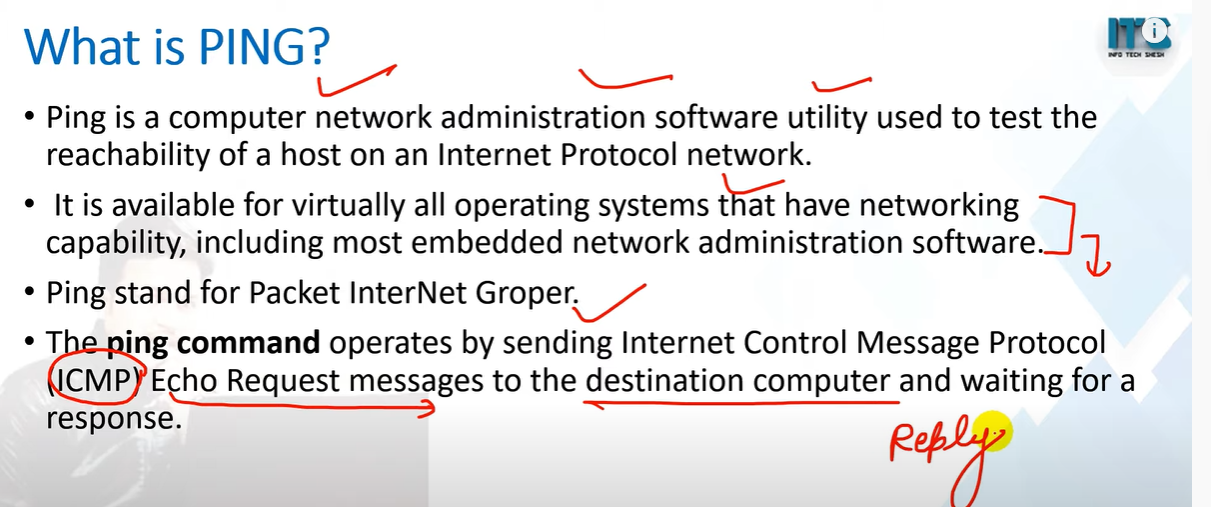 What is PING?
ITS
INFO TECH SHESH
• Ping is a computer network administration software utility used to test the
reachability of a host on an Internet Protocol network.
• It is available for virtually all operating systems that have networking
capability, including most embedded network administration software.
• Ping stand for Packet InterNet Groper.
• The ping command operates by sending Internet Control Message Protocol
(ICMP) Echo Request messages to the destination computer and waiting for a
response.
Reply